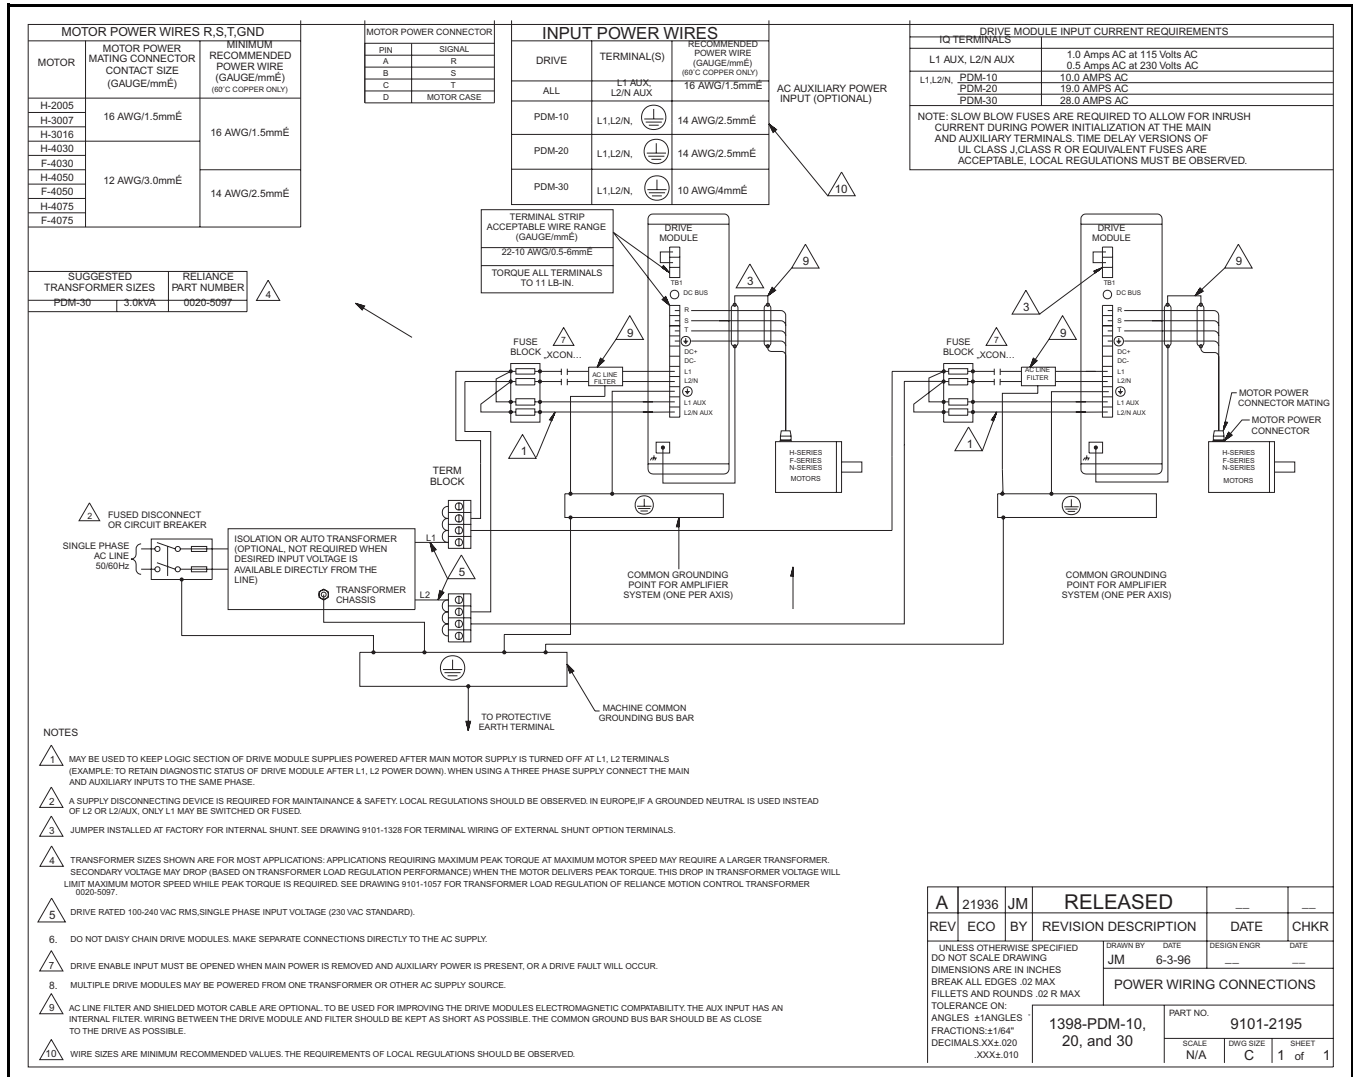 MOTOR POWER WIRES R,S,T,GND
MOTOR
MOTOR POWER
MATING CONNECTOR
CONTACT SIZE
(GAUGE/mmÉ)
MINIMUM
RECOMMENDED
POWER WIRE
(GAUGE/mmÉ)
(60°C COPPER ONLY)
H-2005
H-3007
H-3016
H-4030
F-4030
H-4050
F-4050
H-4075
F-4075
16 AWG/1.5mmÉ
12 AWG/3.0mmÉ
16 AWG/1.5mmÉ
14 AWG/2.5mmÉ
MOTOR POWER CONNECTOR
PIN SIGNAL
A R
B S
C T
D MOTOR CASE
INPUT POWER WIRES
DRIVE
TERMINAL(S)
RECOMMENDED
POWER WIRE
(GAUGE/mmÉ)
(60°C COPPER ONLY)
ALL
L1 AUX,
L2/N AUX
16 AWG/1.5mmÉ
PDM-10 L1,L2/N, 14 AWG/2.5mmÉ
PDM-20 L1,L2/N, 14 AWG/2.5mmÉ
PDM-30 L1,L2/N, 10 AWG/4mmÉ
AC AUXILIARY POWER
INPUT (OPTIONAL)
10
DRIVE MODULE INPUT CURRENT REQUIREMENTS
IQ TERMINALS
L1 AUX, L2/N AUX
1.0 Amps AC at 115 Volts AC
0.5 Amps AC at 230 Volts AC
L1,L2/N, PDM-10 10.0 AMPS AC
PDM-20 19.0 AMPS AC
PDM-30 28.0 AMPS AC
NOTE: SLOW BLOW FUSES ARE REQUIRED TO ALLOW FOR INRUSH
CURRENT DURING POWER INITIALIZATION AT THE MAIN
AND AUXILIARY TERMINALS. TIME DELAY VERSIONS OF
UL CLASS J,CLASS R OR EQUIVALENT FUSES ARE
ACCEPTABLE, LOCAL REGULATIONS MUST BE OBSERVED.
SUGGESTED
TRANSFORMER SIZES
RELIANCE
PART NUMBER
PDM-30 3.0kVA 0020-5097
4
TERMINAL STRIP
ACCEPTABLE WIRE RANGE
(GAUGE/mmÉ)
22-10 AWG/0.5-6mmÉ
TORQUE ALL TERMINALS
TO 11 LB-IN.
DRIVE
MODULE
TB1
DC BUS
R
S
T
DC+
DC-
L1
L2/N
L1 AUX
L2/N AUX
3
9
9
7
FUSE
BLOCK
_XCON...
AC LINE
FILTER
1
H-SERIES
F-SERIES
N-SERIES
MOTORS
DRIVE
MODULE
TB1
DC BUS
R
S
T
DC+
DC-
L1
L2/N
L1 AUX
L2/N AUX
3
9
9
7
FUSE
BLOCK
_XCON...
AC LINE
FILTER
1
MOTOR POWER
CONNECTOR MATING
MOTOR POWER
CONNECTOR
H-SERIES
F-SERIES
N-SERIES
MOTORS
TERM
BLOCK
2
FUSED DISCONNECT
OR CIRCUIT BREAKER
SINGLE PHASE
AC LINE
50/60Hz
ISOLATION OR AUTO TRANSFORMER
(OPTIONAL, NOT REQUIRED WHEN
DESIRED INPUT VOLTAGE IS
AVAILABLE DIRECTLY FROM THE
LINE)
TRANSFORMER
CHASSIS
L1
5
L2
COMMON GROUNDING
POINT FOR AMPLIFIER
SYSTEM (ONE PER AXIS)
COMMON GROUNDING
POINT FOR AMPLIFIER
SYSTEM (ONE PER AXIS)
MACHINE COMMON
GROUNDING BUS BAR
TO PROTECTIVE
EARTH TERMINAL
NOTES
1 MAY BE USED TO KEEP LOGIC SECTION OF DRIVE MODULE SUPPLIES POWERED AFTER MAIN MOTOR SUPPLY IS TURNED OFF AT L1, L2 TERMINALS
(EXAMPLE: TO RETAIN DIAGNOSTIC STATUS OF DRIVE MODULE AFTER L1, L2 POWER DOWN). WHEN USING A THREE PHASE SUPPLY CONNECT THE MAIN
AND AUXILIARY INPUTS TO THE SAME PHASE.
2 A SUPPLY DISCONNECTING DEVICE IS REQUIRED FOR MAINTAINANCE & SAFETY. LOCAL REGULATIONS SHOULD BE OBSERVED. IN EUROPE,IF A GROUNDED NEUTRAL IS USED INSTEAD
OF L2 OR L2/AUX, ONLY L1 MAY BE SWITCHED OR FUSED.
3 JUMPER INSTALLED AT FACTORY FOR INTERNAL SHUNT. SEE DRAWING 9101-1328 FOR TERMINAL WIRING OF EXTERNAL SHUNT OPTION TERMINALS.
4 TRANSFORMER SIZES SHOWN ARE FOR MOST APPLICATIONS: APPLICATIONS REQUIRING MAXIMUM PEAK TORQUE AT MAXIMUM MOTOR SPEED MAY REQUIRE A LARGER TRANSFORMER.
SECONDARY VOLTAGE MAY DROP (BASED ON TRANSFORMER LOAD REGULATION PERFORMANCE) WHEN THE MOTOR DELIVERS PEAK TORQUE. THIS DROP IN TRANSFORMER VOLTAGE WILL
LIMIT MAXIMUM MOTOR SPEED WHILE PEAK TORQUE IS REQUIRED. SEE DRAWING 9101-1057 FOR TRANSFORMER LOAD REGULATION OF RELIANCE MOTION CONTROL TRANSFORMER
0020-5097.
5 DRIVE RATED 100-240 VAC RMS,SINGLE PHASE INPUT VOLTAGE (230 VAC STANDARD).
6. DO NOT DAISY CHAIN DRIVE MODULES. MAKE SEPARATE CONNECTIONS DIRECTLY TO THE AC SUPPLY.
7 DRIVE ENABLE INPUT MUST BE OPENED WHEN MAIN POWER IS REMOVED AND AUXILIARY POWER IS PRESENT, OR A DRIVE FAULT WILL OCCUR.
8. MULTIPLE DRIVE MODULES MAY BE POWERED FROM ONE TRANSFORMER OR OTHER AC SUPPLY SOURCE.
9 AC LINE FILTER AND SHIELDED MOTOR CABLE ARE OPTIONAL. TO BE USED FOR IMPROVING THE DRIVE MODULES ELECTROMAGNETIC COMPATABILITY. THE AUX INPUT HAS AN
INTERNAL FILTER. WIRING BETWEEN THE DRIVE MODULE AND FILTER SHOULD BE KEPT AS SHORT AS POSSIBLE. THE COMMON GROUND BUS BAR SHOULD BE AS CLOSE
TO THE DRIVE AS POSSIBLE.
10 WIRE SIZES ARE MINIMUM RECOMMENDED VALUES. THE REQUIREMENTS OF LOCAL REGULATIONS SHOULD BE OBSERVED.
A 21936 JM RELEASED __ __
REV ECO BY REVISION DESCRIPTION DATE CHKR
UNLESS OTHERWISE SPECIFIED
DO NOT SCALE DRAWING
DIMENSIONS ARE IN INCHES
BREAK ALL EDGES .02 MAX
FILLETS AND ROUNDS .02 R MAX
TOLERANCE ON:
ANGLES ±1ANGLES '
FRACTIONS:±1/64"
DECIMALS.XX±.020
.XXX±.010
DRAWN BY DATE
JM 6-3-96
DESIGN ENGR DATE
__ __
POWER WIRING CONNECTIONS
1398-PDM-10,
20, and 30
PART NO.
9101-2195
SCALE
N/A
DWG SIZE
C
SHEET
1 of 1